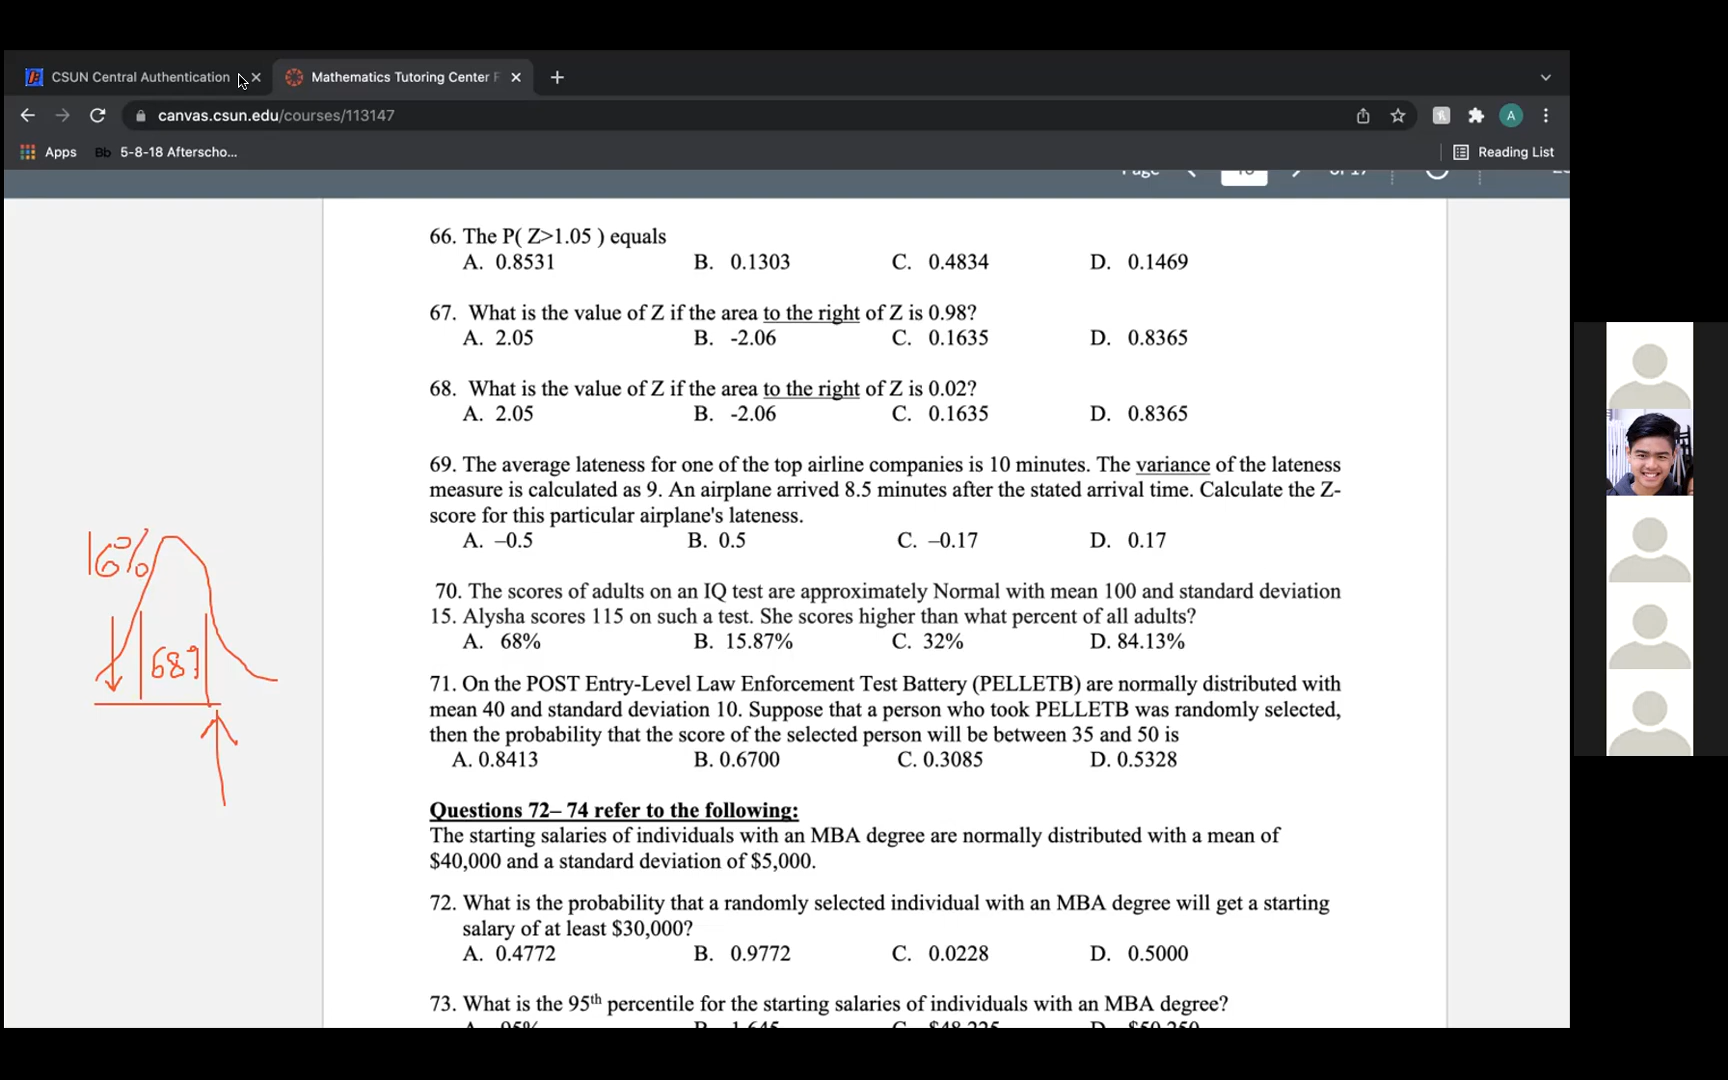 CSUN Central Authentication
Mathematics Tutoring Center F
canvas.csun.edu/courses/113147
A
Apps
Bb 5-8-18 Afterscho...
Reading List
66. The P( Z>1.05 ) equals
A. 0.8531 B. 0.1303 C. 0.4834 D. 0.1469
67. What is the value of Z if the area to the right of Z is 0.98?
A. 2.05 B. -2.06 C. 0.1635 D. 0.8365
68. What is the value of Z if the area to the right of Z is 0.02?
A. 2.05 B. -2.06 C. 0.1635 D. 0.8365
69. The average lateness for one of the top airline companies is 10 minutes. The variance of the lateness
measure is calculated as 9. An airplane arrived 8.5 minutes after the stated arrival time. Calculate the Z-
score for this particular airplane's lateness.
A. –0.5 B. 0.5 C. –0.17 D. 0.17
16%
68%
70. The scores of adults on an IQ test are approximately Normal with mean 100 and standard deviation
15. Alysha scores 115 on such a test. She scores higher than what percent of all adults?
A. 68% B. 15.87% C. 32% D. 84.13%
71. On the POST Entry-Level Law Enforcement Test Battery (PELLETB) are normally distributed with
mean 40 and standard deviation 10. Suppose that a person who took PELLETB was randomly selected,
then the probability that the score of the selected person will be between 35 and 50 is
A. 0.8413 B. 0.6700 C. 0.3085 D. 0.5328
Questions 72– 74 refer to the following:
The starting salaries of individuals with an MBA degree are normally distributed with a mean of
$40,000 and a standard deviation of $5,000.
72. What is the probability that a randomly selected individual with an MBA degree will get a starting
salary of at least $30,000?
A. 0.4772 B. 0.9772 C. 0.0228 D. 0.5000
73. What is the 95th percentile for the starting salaries of individuals with an MBA degree?
A. 95% B. 1.645 C. $48,225 D. $50,250